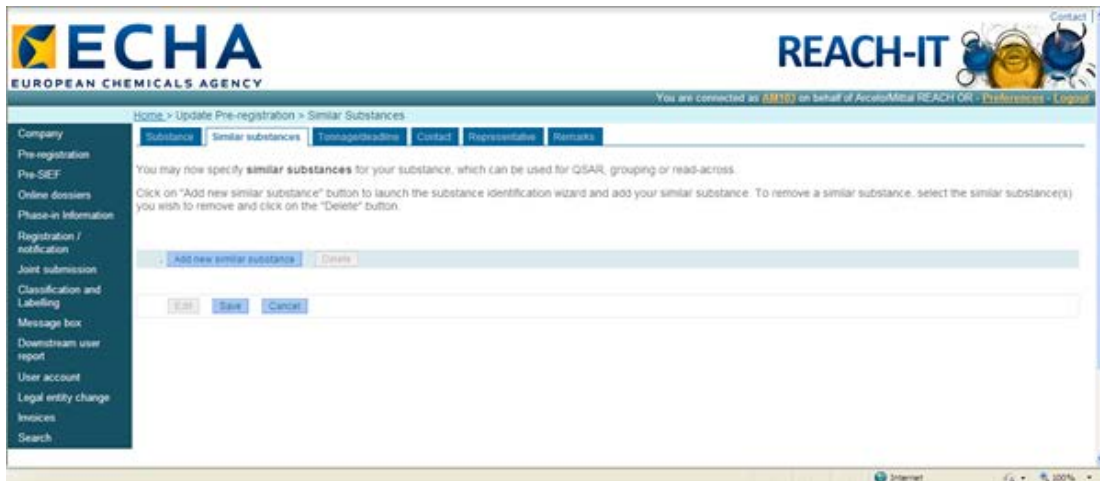 Contact
ECHA
EUROPEAN CHEMICALS AGENCY
REACH-IT
You are connected as AM103 on behalf of ArcelorMittal REACH OR - Preferences - Logout
Home > Update Pre-registration > Similar Substances
Substance Similar substances Tonnage/deadline Contact Representative Remarks
Company
Pre-registration
Pre-SIEF
Online dossiers
Phase-in Information
Registration /
notification
Joint submission
Classification and
Labelling
Message box
Downstream user
report
User account
Legal entity change
Invoices
Search
You may now specify similar substances for your substance, which can be used for QSAR, grouping or read-across.
Click on "Add new similar substance" button to launch the substance identification wizard and add your similar substance. To remove a similar substance, select the similar substance(s)
you wish to remove and click on the "Delete" button.
Add new similar substance Delete
Edit Save Cancel
Internet 100%